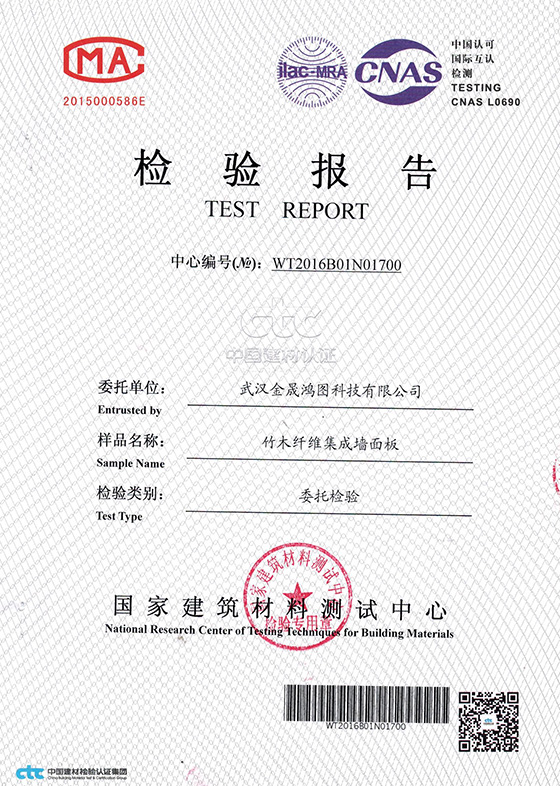 MA
2015000586E
ilac-MRA
CNAS
中国认可
国际互认
检测
TESTING
CNAS L0690
检验报告
TEST REPORT
中心编号(№): WT2016B01N01700
CTC
中国建材认证
委托单位: 武汉金晟鸿图科技有限公司
Entrusted by
样品名称: 竹木纤维集成墙面板
Sample Name
检验类别: 委托检验
Test Type
国家建筑材料测试中心
检验专用章
国家建筑材料测试中心
National Research Center of Testing Techniques for Building Materials
WT2016B01N01700
ctc 中国建材检验认证集团
China Building Material Test & Certification Group